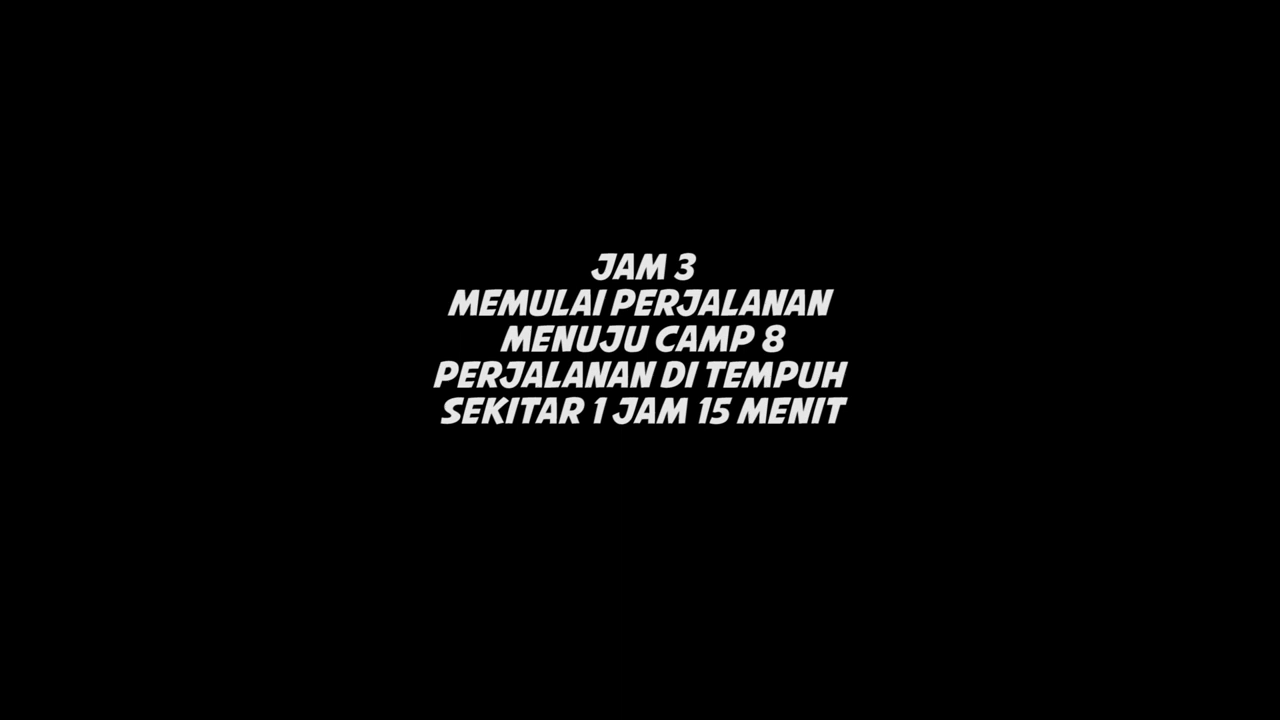 JAM 3
MEMULAI PERJALANAN
MENUJU CAMP 8
PERJALANAN DI TEMPUH
SEKITAR 1 JAM 15 MENIT